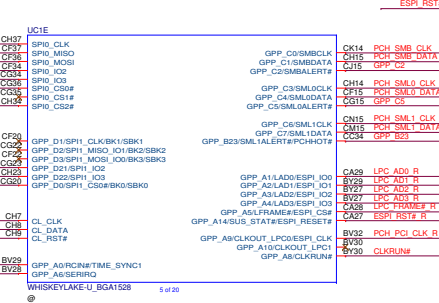 ESPI_RST#
UC1E
CH37 SPI0_CLK
CF37 SPI0_MISO
CF36 SPI0_MOSI
CF34 SPI0_IO2
CG34 SPI0_IO3
CG36 SPI0_CS0#
CG35 SPI0_CS1#
CH34 SPI0_CS2#
GPP_C0/SMBCLK CK14 PCH_SMB_CLK
GPP_C1/SMBDATA CH15 PCH_SMB_DATA
GPP_C2/SMBALERT# CJ15 GPP_C2
GPP_C3/SML0CLK CH14 PCH_SML0_CLK
GPP_C4/SML0DATA CF15 PCH_SML0_DATA
GPP_C5/SML0ALERT# CG15 GPP_C5
GPP_C6/SML1CLK CN15 PCH_SML1_CLK
GPP_C7/SML1DATA CM15 PCH_SML1_DATA
GPP_B23/SML1ALERT#/PCHHOT# CC34 GPP_B23
CF20 GPP_D1/SPI1_CLK/BK1/SBK1
CG22 GPP_D2/SPI1_MISO_IO1/BK2/SBK2
CF22 GPP_D3/SPI1_MOSI_IO0/BK3/SBK3
CG23 GPP_D21/SPI1_IO2
CH23 GPP_D22/SPI1_IO3
CG20 GPP_D0/SPI1_CS0#/BK0/SBK0
GPP_A1/LAD0/ESPI_IO0 CA29 LPC_AD0_R
GPP_A2/LAD1/ESPI_IO1 BY29 LPC_AD1_R
GPP_A3/LAD2/ESPI_IO2 BY27 LPC_AD2_R
GPP_A4/LAD3/ESPI_IO3 BV27 LPC_AD3_R
GPP_A5/LFRAME#/ESPI_CS# CA28 LPC_FRAME#_R
GPP_A14/SUS_STAT#/ESPI_RESET# CA27 ESPI_RST#_R
CH7 CL_CLK
CH8 CL_DATA
CH9 CL_RST#
GPP_A9/CLKOUT_LPC0/ESPI_CLK BV32 PCH_PCI_CLK_R
GPP_A10/CLKOUT_LPC1 BV30
GPP_A8/CLKRUN# BY30 CLKRUN#
BV29 GPP_A0/RCIN#/TIME_SYNC1
BV28 GPP_A6/SERIRQ
WHISKEYLAKE-U_BGA1528 5 of 20
@